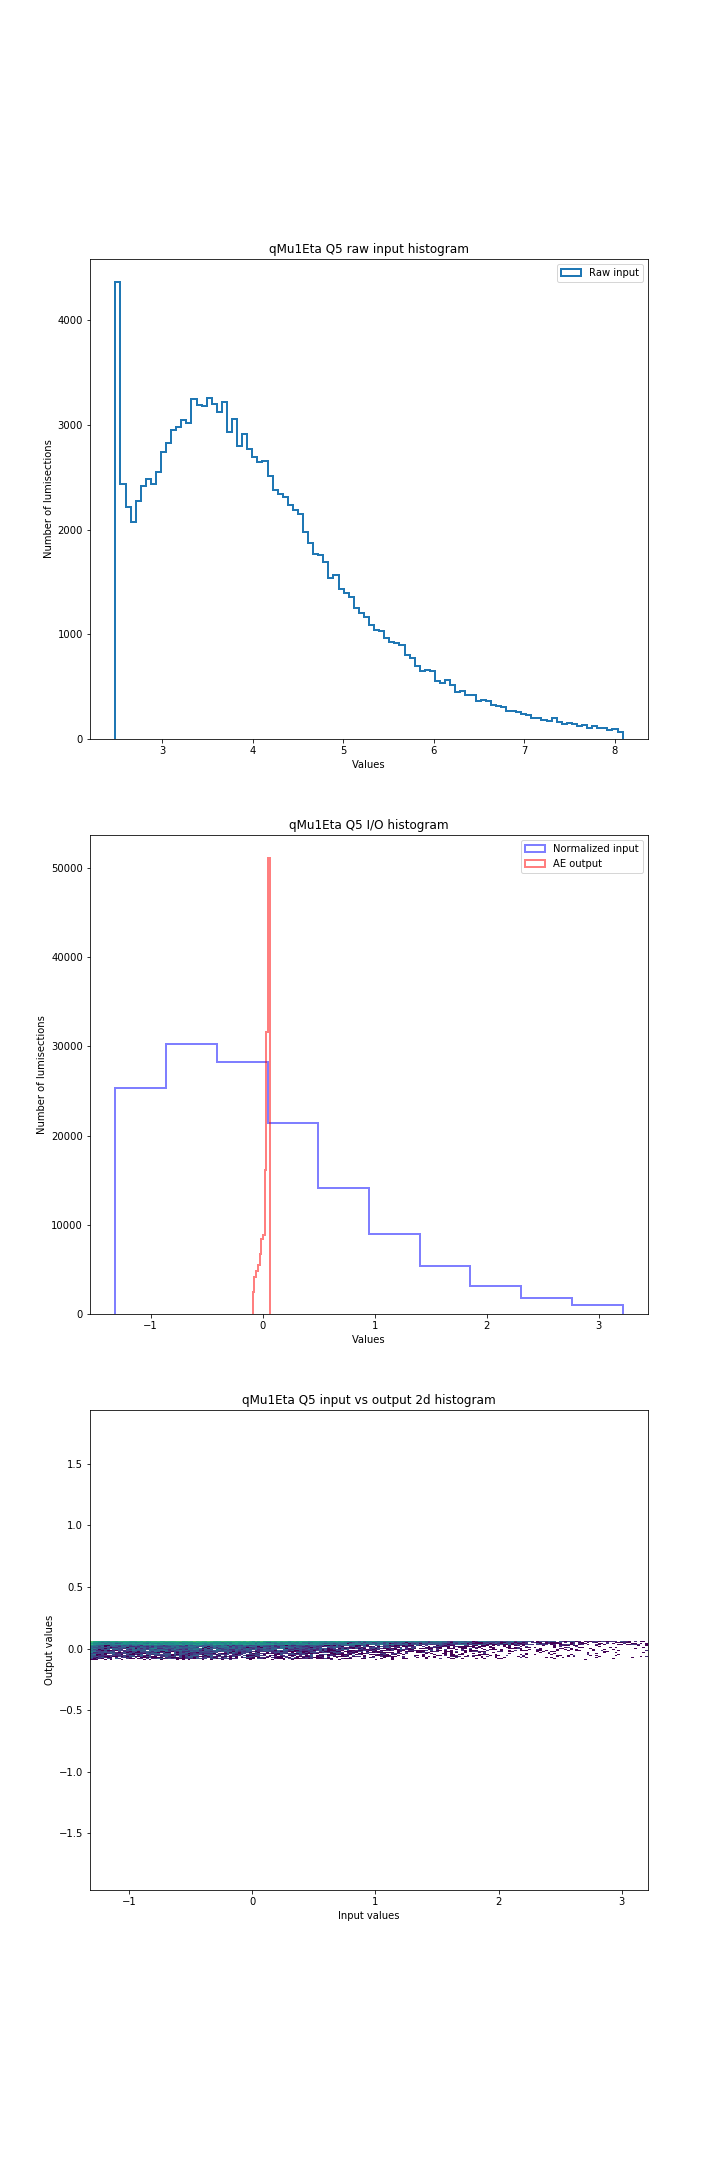 qMu1Eta Q5 raw input histogram
Raw input
4000
3000
2000
1000
0
Number of lumisections
3 4 5 6 7 8
Values
qMu1Eta Q5 I/O histogram
Normalized input
AE output
50000
40000
30000
20000
10000
0
Number of lumisections
−1 0 1 2 3
Values
qMu1Eta Q5 input vs output 2d histogram
1.5
1.0
0.5
0.0
−0.5
−1.0
−1.5
Output values
−1 0 1 2 3
Input values